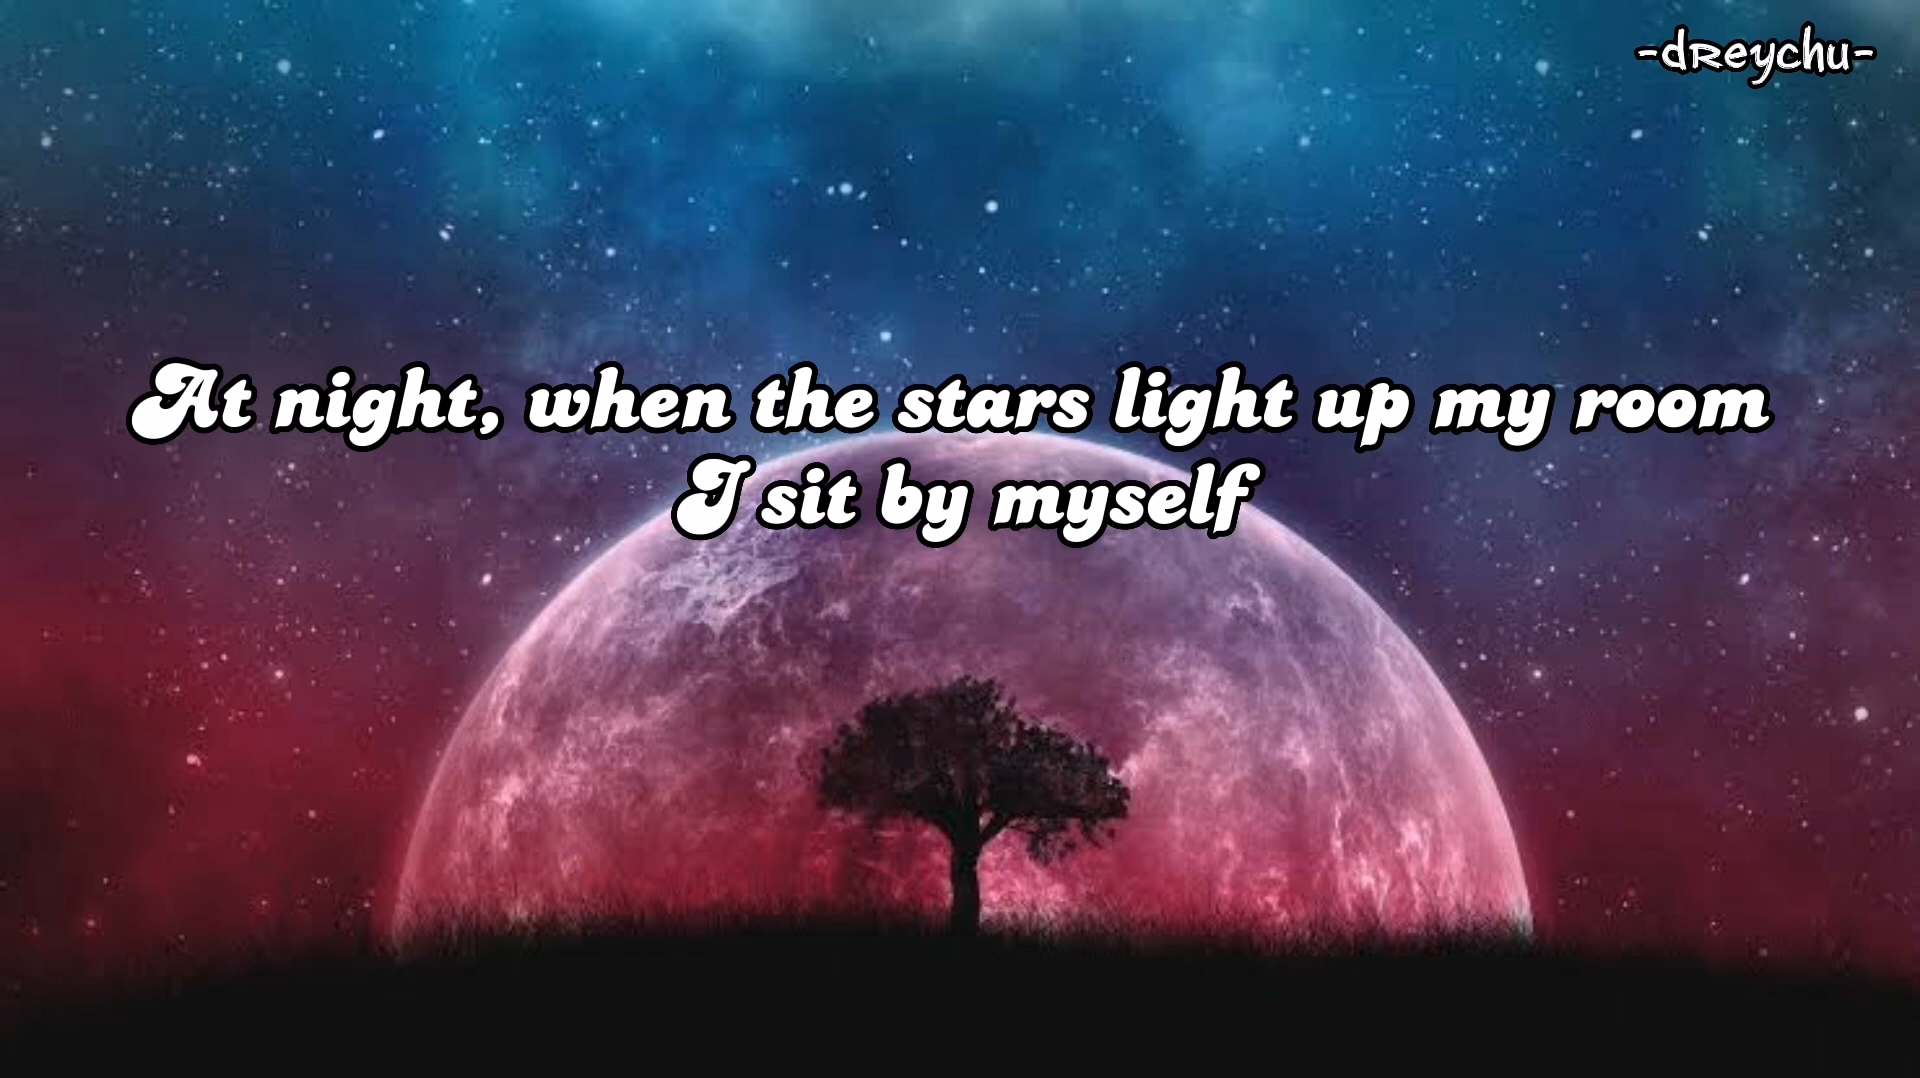 -dReychu-
At night, when the stars light up my room
I sit by myself